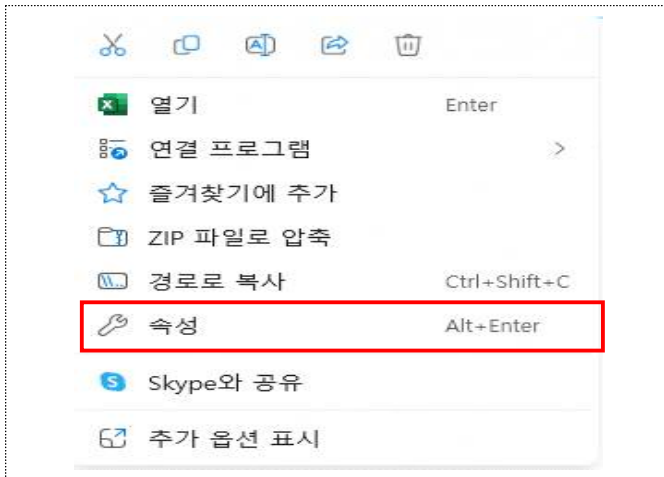 열기 Enter
연결 프로그램 >
즐겨찾기에 추가
ZIP 파일로 압축
경로로 복사 Ctrl+Shift+C
속성 Alt+Enter
Skype와 공유
추가 옵션 표시